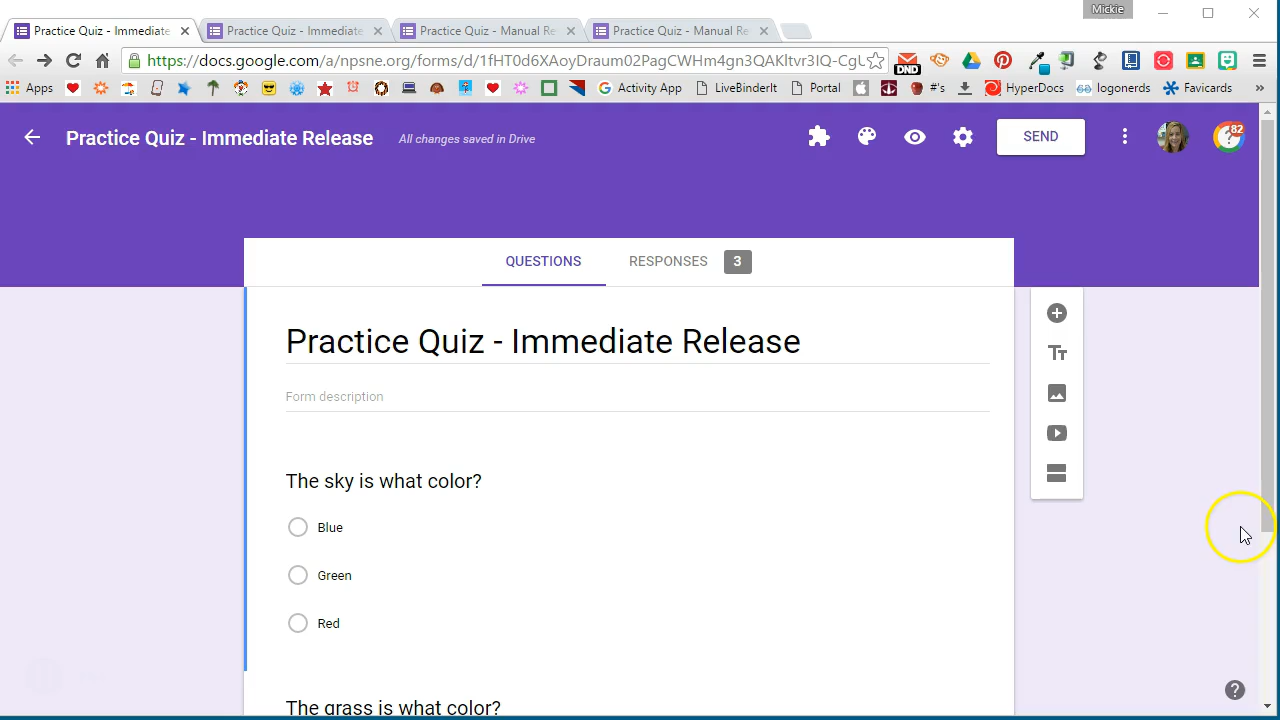 Mickie
Practice Quiz - Immediate
Practice Quiz - Immediate
Practice Quiz - Manual Re
Practice Quiz - Manual Re
https://docs.google.com/a/npsne.org/forms/d/
DND
Apps
Activity App
LiveBinderIt
Portal
#'s
HyperDocs
logonerds
Favicards
»
Practice Quiz - Immediate Release
All changes saved in Drive
SEND
82
QUESTIONS
RESPONSES
3
Practice Quiz - Immediate Release
Form description
The sky is what color?
Blue
Green
Red
The grass is what color?